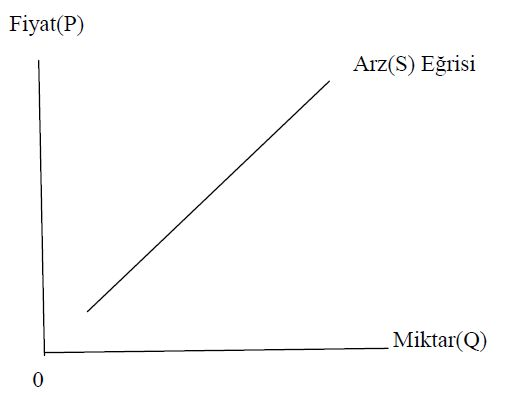 Fiyat(P)
Arz(S) Eğrisi
Miktar(Q)
0